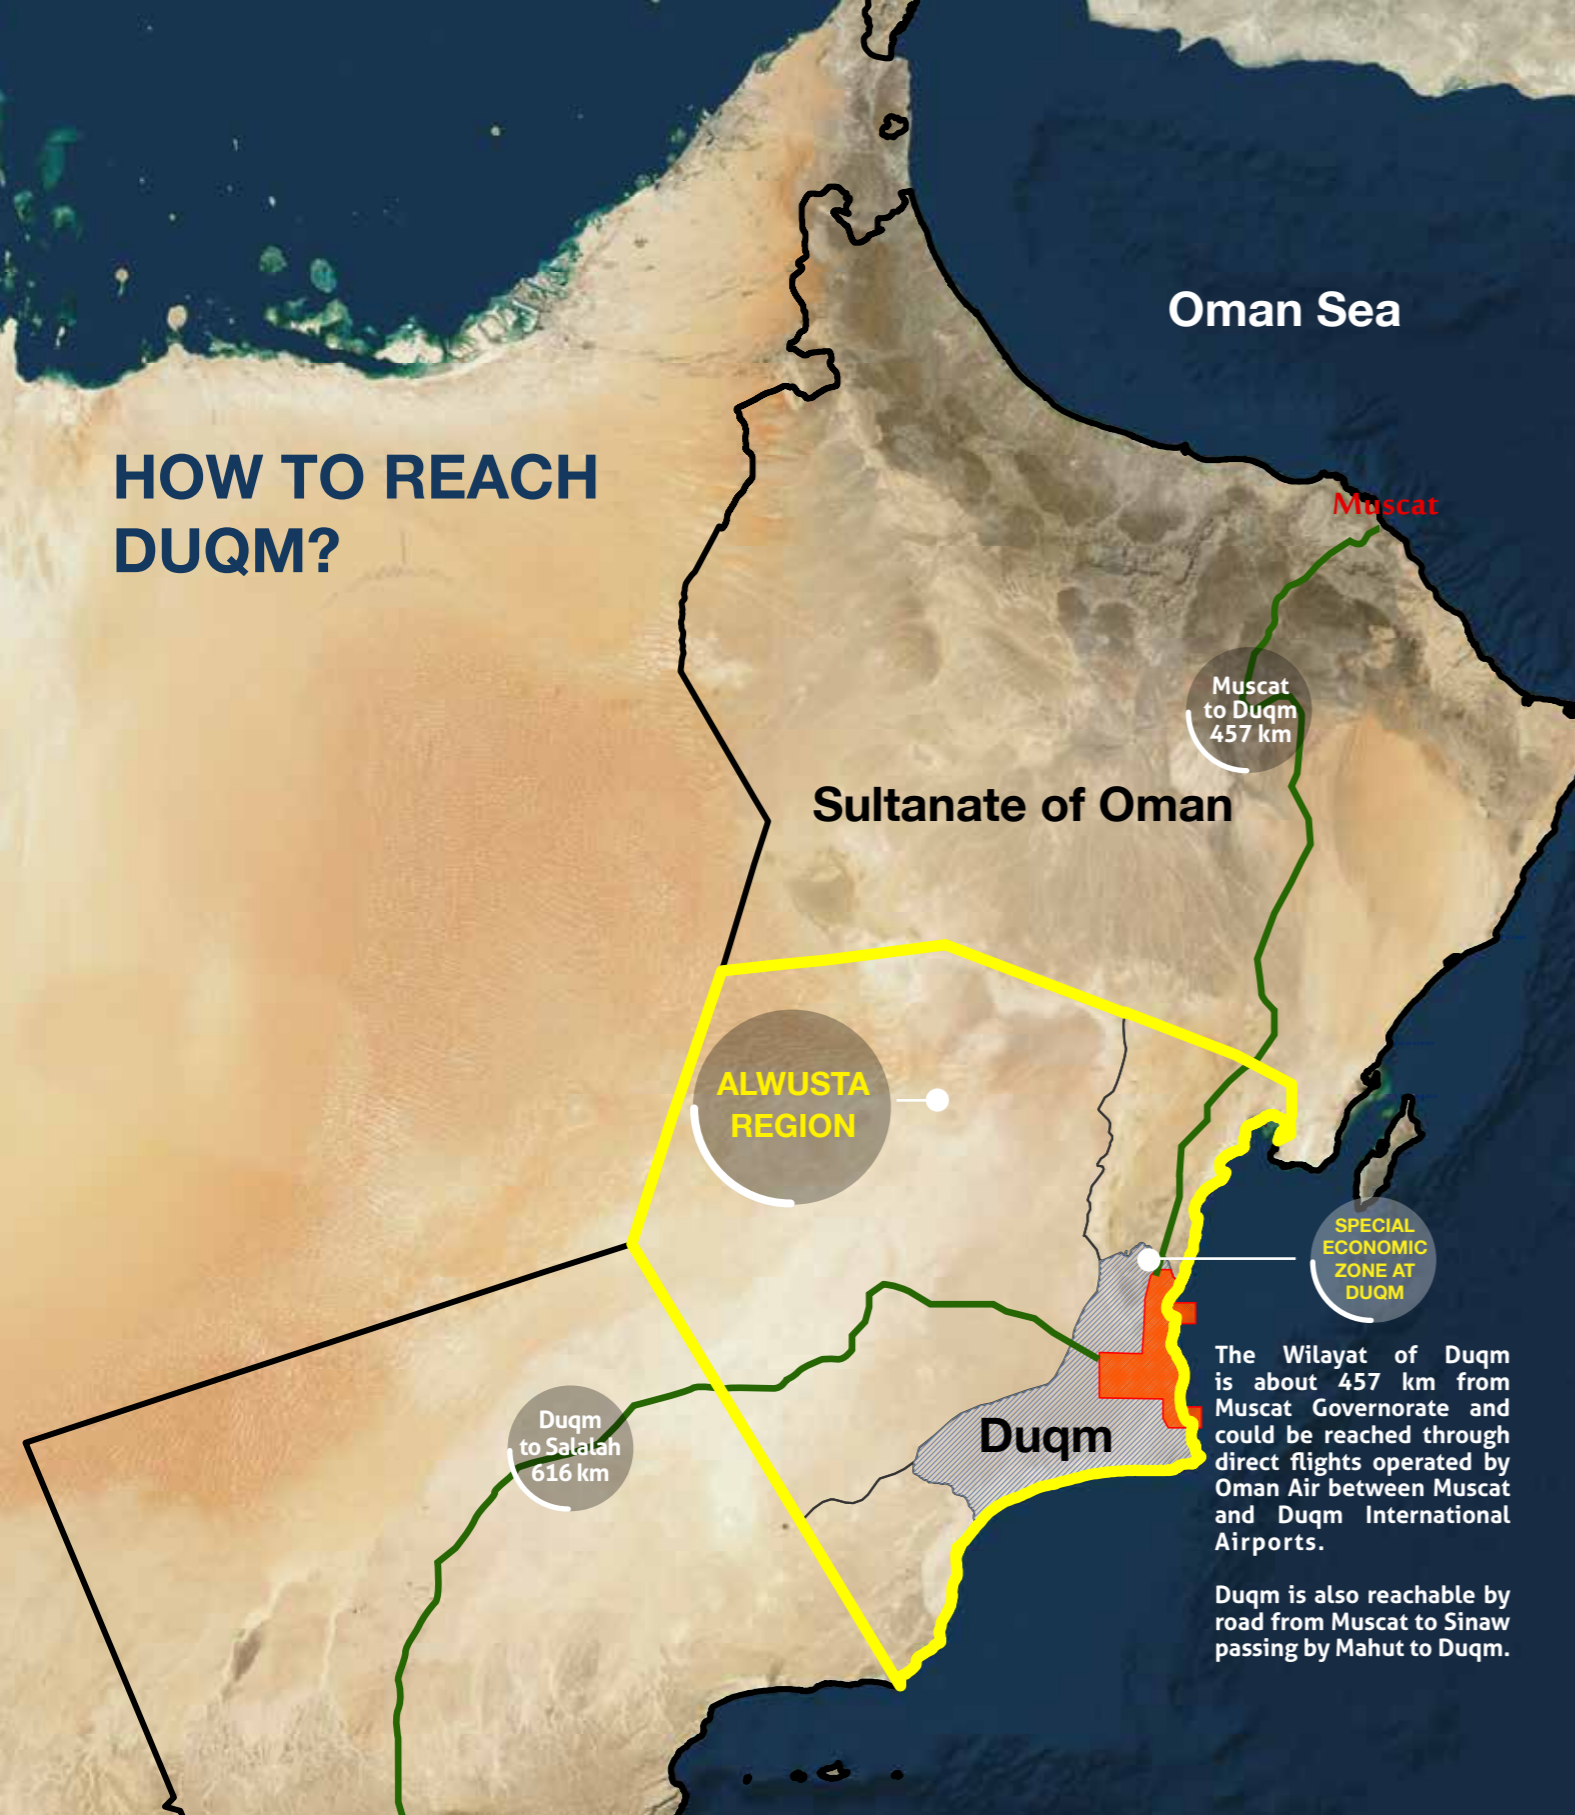 Oman Sea
HOW TO REACH
DUQM?
Muscat
Muscat
to Duqm
457 km
Sultanate of Oman
ALWUSTA
REGION
SPECIAL
ECONOMIC
ZONE AT
DUQM
Duqm
to Salalah
616 km
Duqm
The Wilayat of Duqm
is about 457 km from
Muscat Governorate and
could be reached through
direct flights operated by
Oman Air between Muscat
and Duqm International
Airports.
Duqm is also reachable by
road from Muscat to Sinaw
passing by Mahut to Duqm.